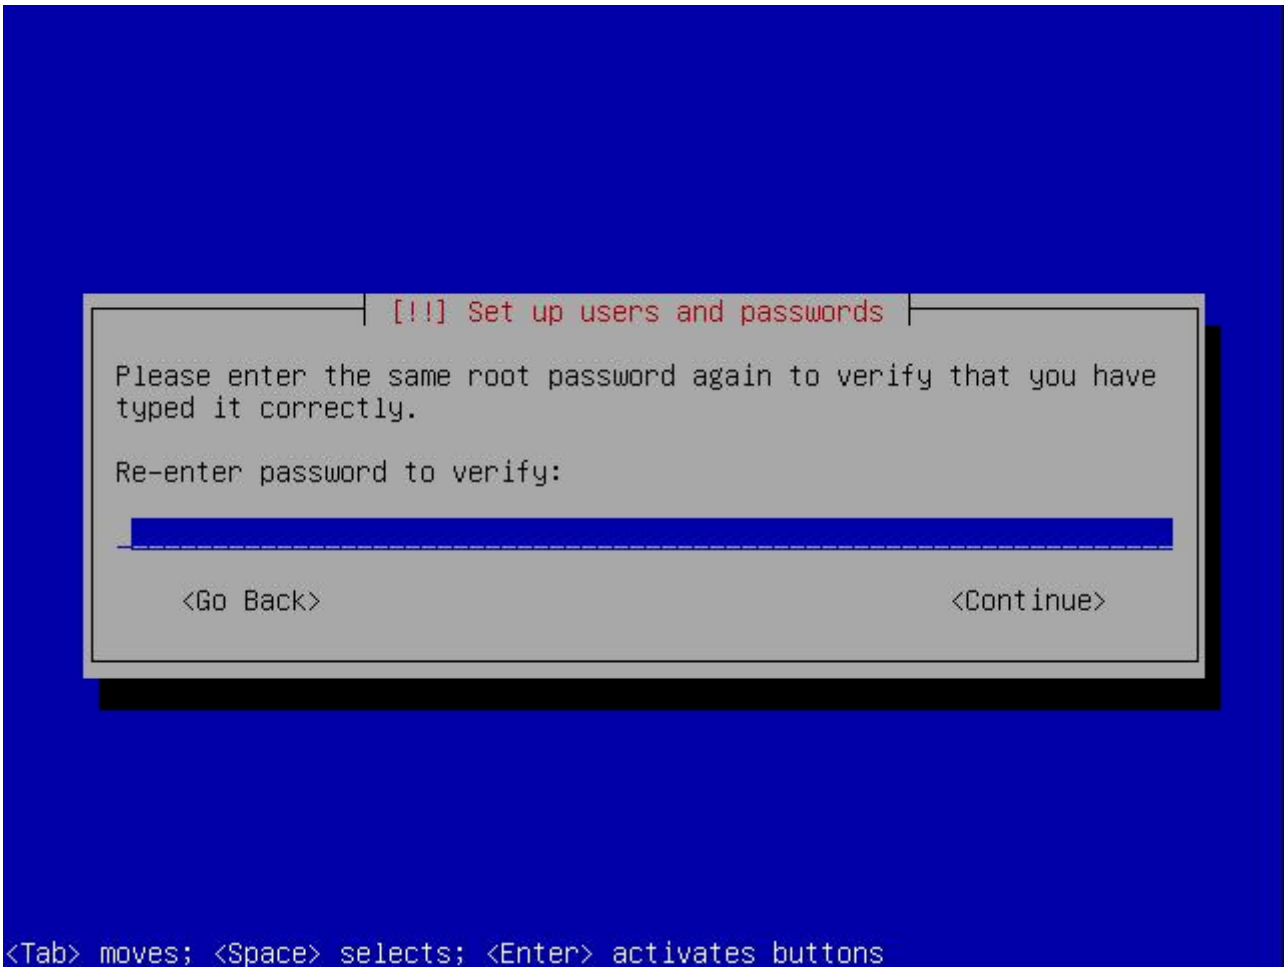 [!!] Set up users and passwords
Please enter the same root password again to verify that you have
typed it correctly.
Re-enter password to verify:
<Go Back>
<Continue>
<Tab> moves; <Space> selects; <Enter> activates buttons